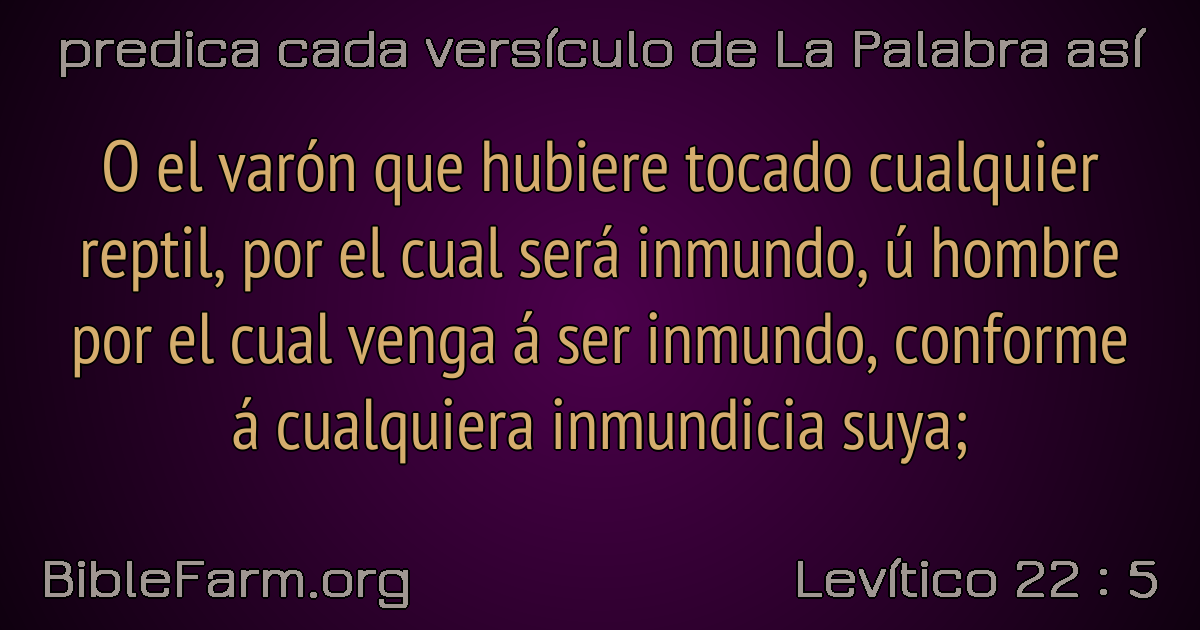 predica cada versículo de La Palabra así
O el varón que hubiere tocado cualquier
reptil, por el cual será inmundo, ú hombre
por el cual venga á ser inmundo, conforme
á cualquiera inmundicia suya;
BibleFarm.org
Levítico 22 : 5